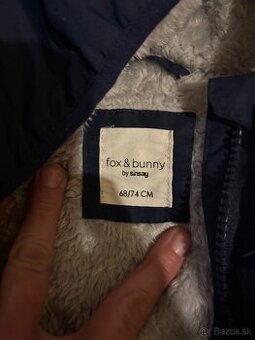 fox & bunny
by sinsay
68/74 CM
Bazos.sk